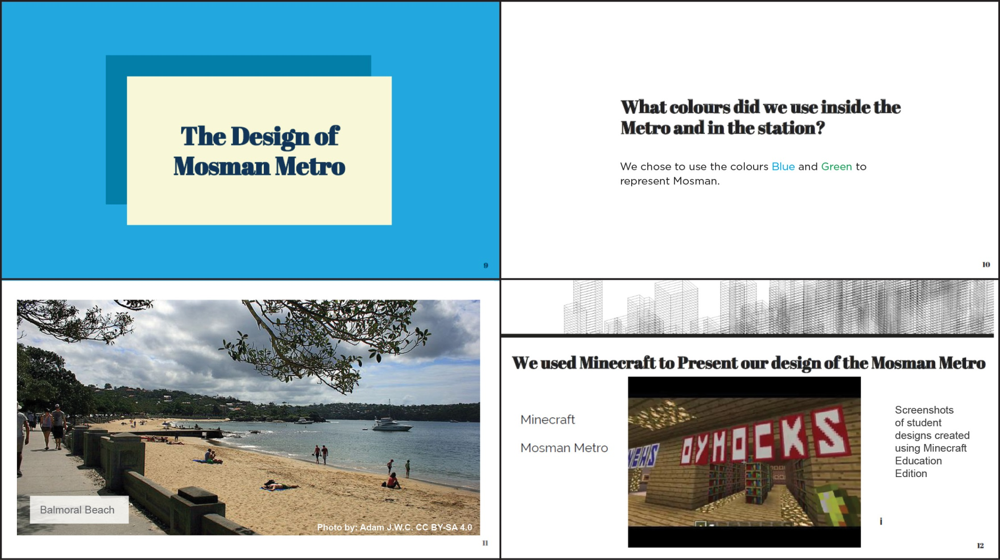 The Design of
Mosman Metro
9
What colours did we use inside the
Metro and in the station?
We chose to use the colours Blue and Green to
represent Mosman.
10
Balmoral Beach
Photo by: Adam J.W.C. CC BY-SA 4.0
11
We used Minecraft to Present our design of the Mosman Metro
Minecraft
Mosman Metro
OYMOCKS
Screenshots
of student
designs created
using Minecraft
Education
Edition
i
12